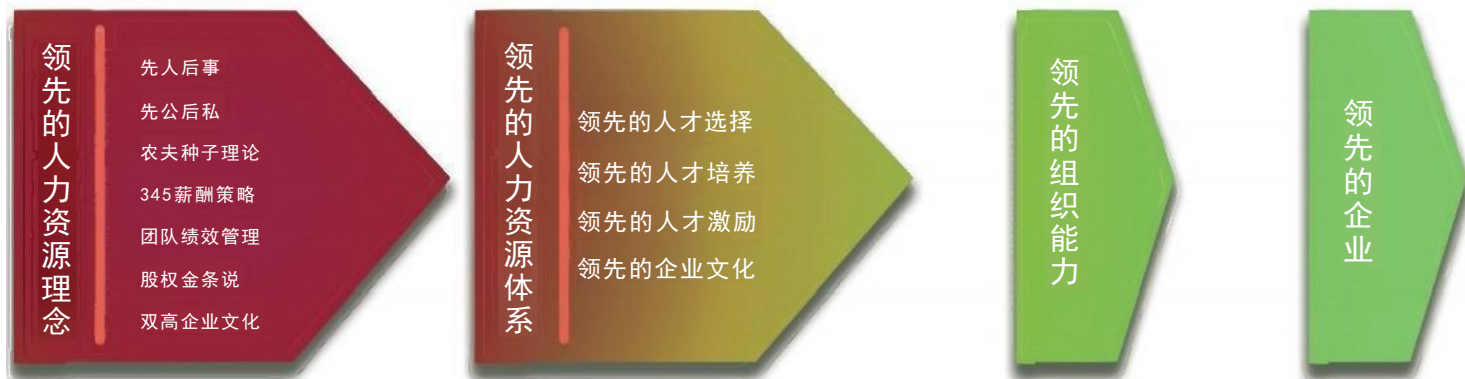 领先的人力资源理念
先人后事
先公后私
农夫种子理论
345薪酬策略
团队绩效管理
股权金条说
双高企业文化
领先的人力资源体系
领先的人才选择
领先的人才培养
领先的人才激励
领先的企业文化
领先的组织能力
领先的企业